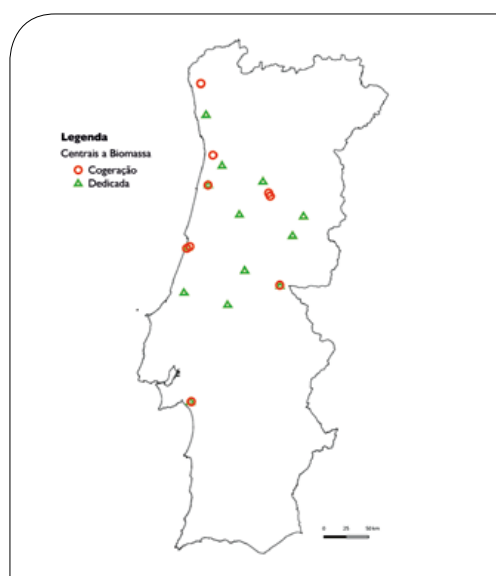 Legenda
Centrais a Biomassa
Cogeração
Dedicada
0 25 50 km